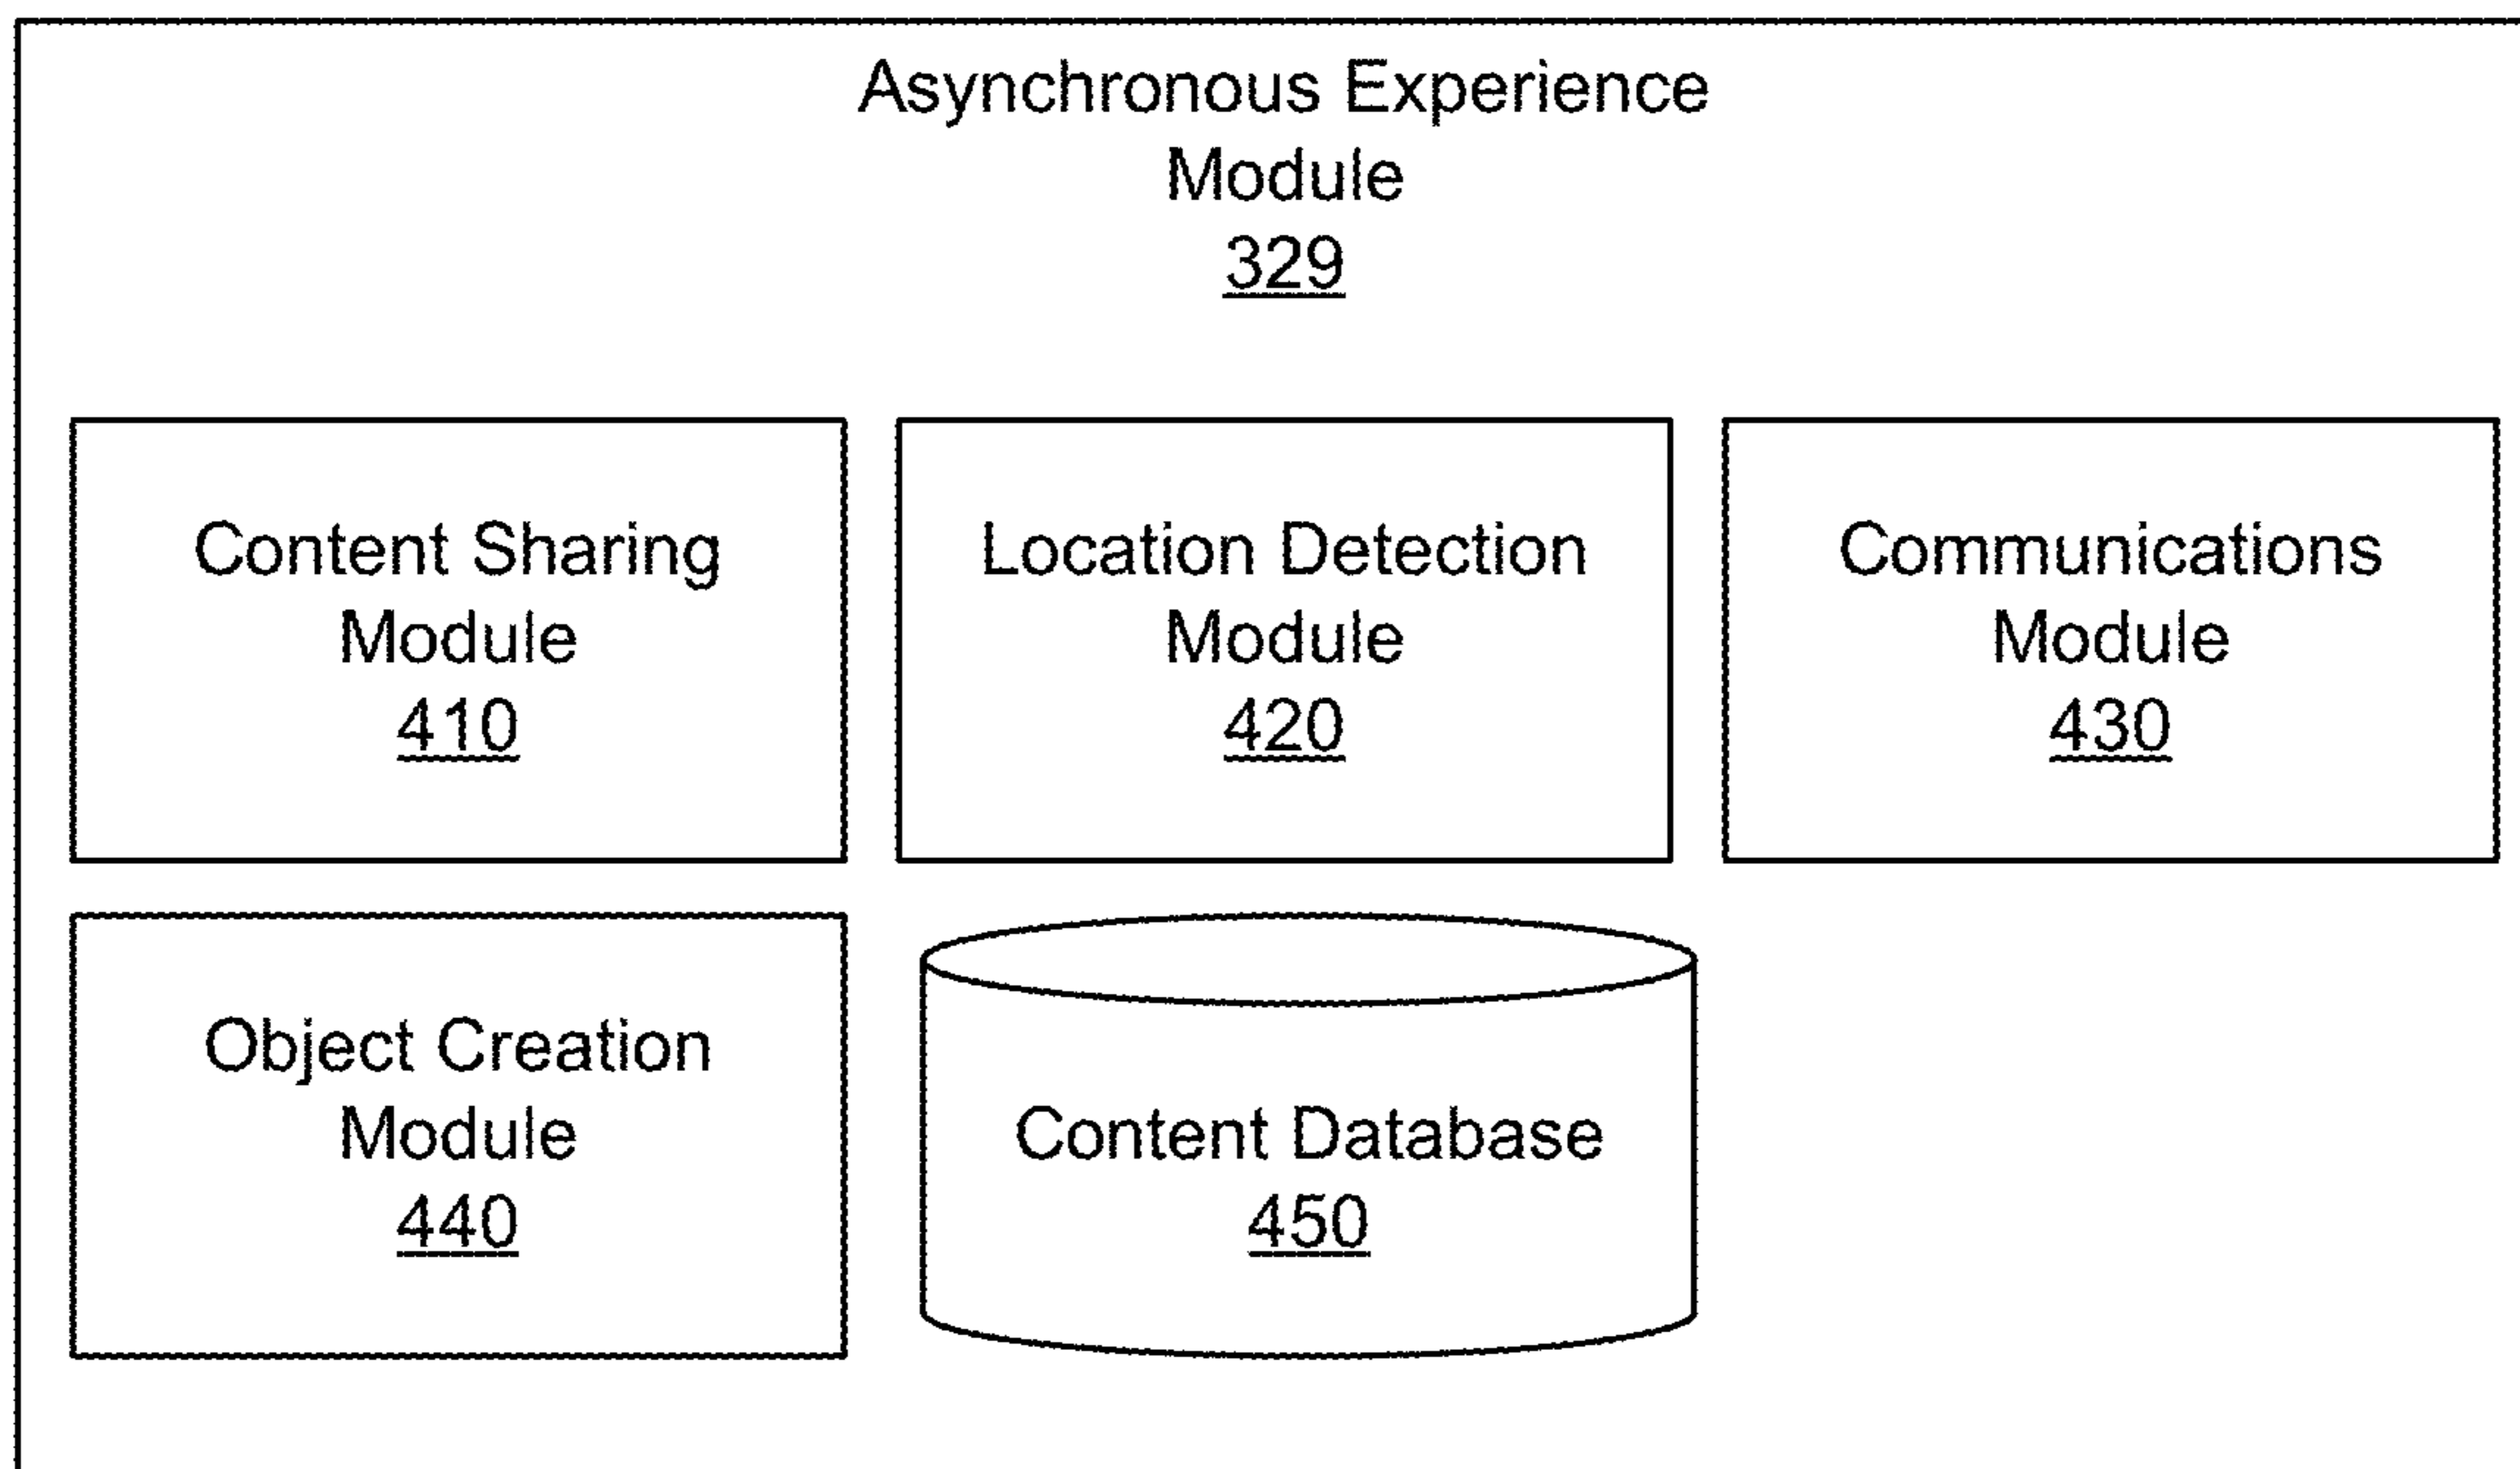 Asynchronous Experience
Module
329
Content Sharing
Module
410
Location Detection
Module
420
Communications
Module
430
Object Creation
Module
440
Content Database
450